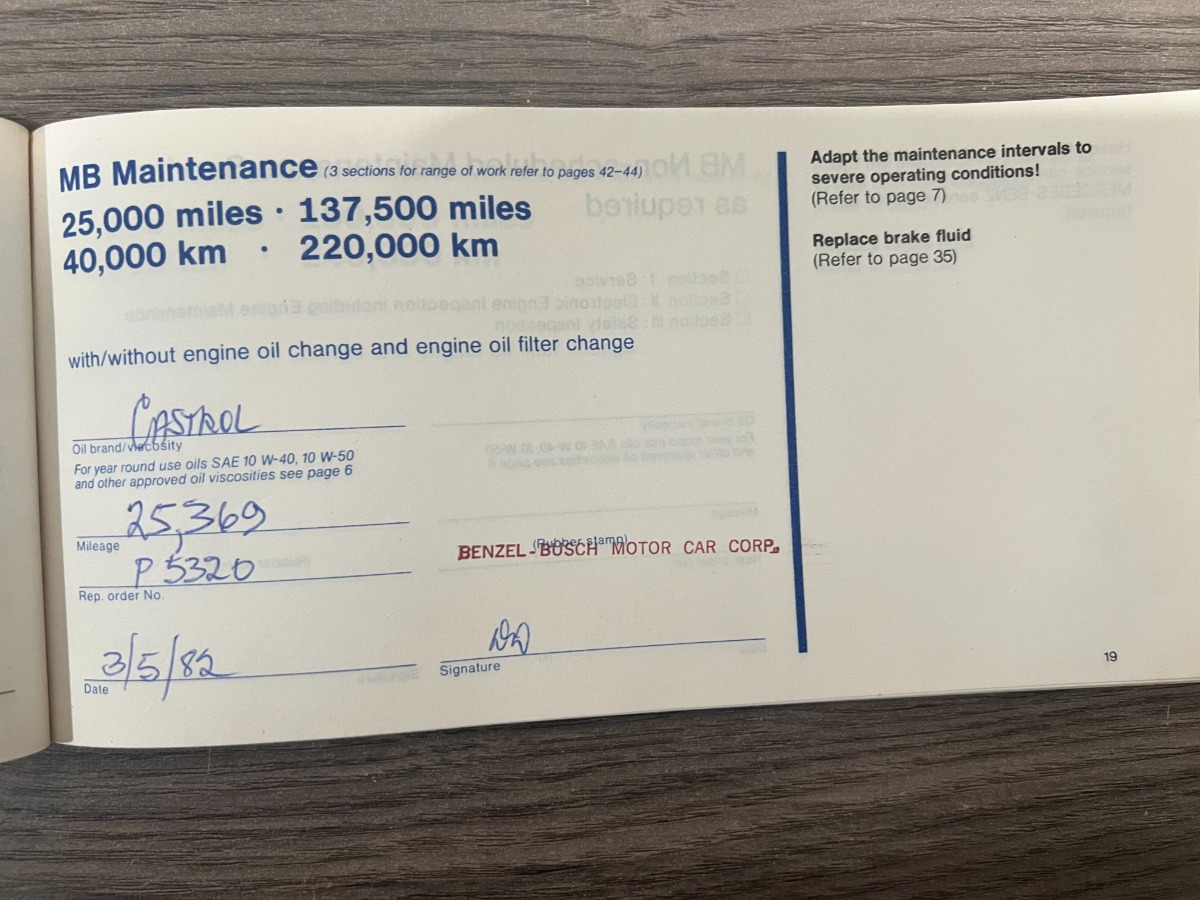 MB Maintenance (3 sections for range of work refer to pages 42–44)
25,000 miles · 137,500 miles
40,000 km · 220,000 km
with/without engine oil change and engine oil filter change
CASTROL
Oil brand/viscosity
For year round use oils SAE 10 W-40, 10 W-50
and other approved oil viscosities see page 6
25,369
Mileage
P 5320
Rep. order No.
3/5/82
Date
(Rubber stamp)
BENZEL-BUSCH MOTOR CAR CORP.
Signature
Adapt the maintenance intervals to
severe operating conditions!
(Refer to page 7)
Replace brake fluid
(Refer to page 35)
19